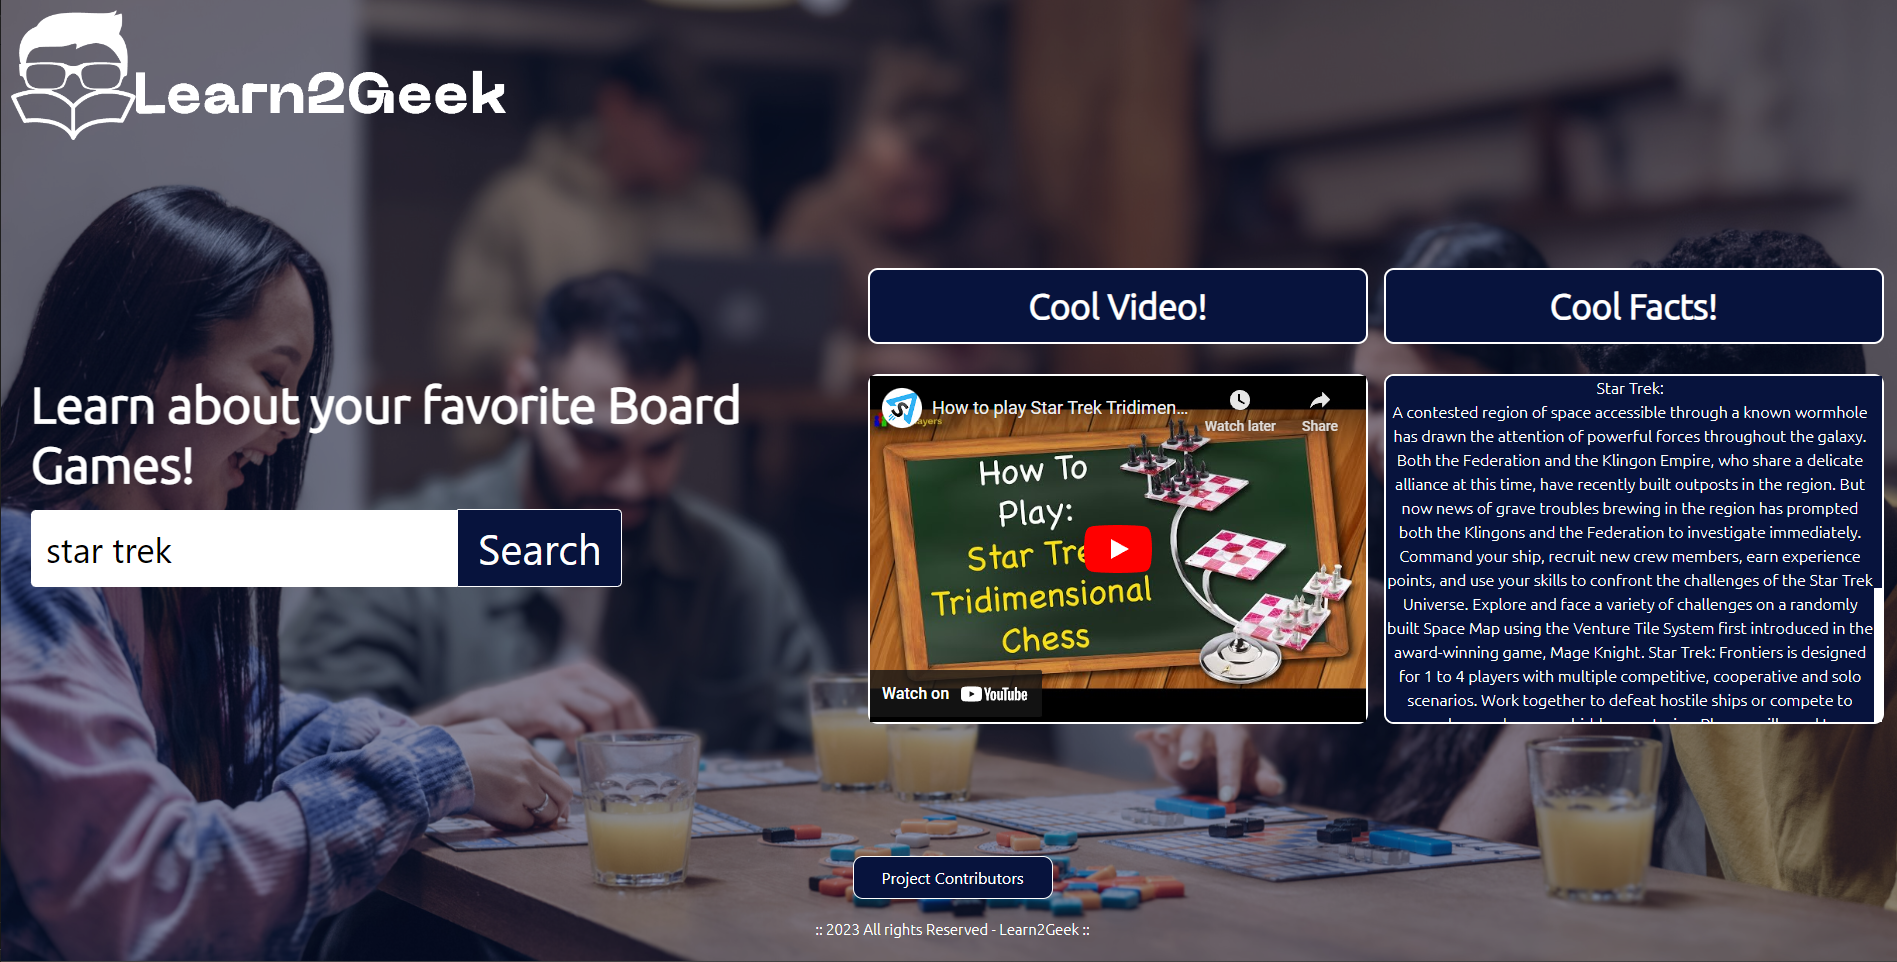 Learn2Geek
Learn about your favorite Board
Games!
star trek
Search
Cool Video!
How to play Star Trek Tridimen...
Watch later
Share
How To
Play:
Star Tre
Tridimensional
Chess
Watch on
YouTube
Cool Facts!
Star Trek:
A contested region of space accessible through a known wormhole
has drawn the attention of powerful forces throughout the galaxy.
Both the Federation and the Klingon Empire, who share a delicate
alliance at this time, have recently built outposts in the region. But
now news of grave troubles brewing in the region has prompted
both the Klingons and the Federation to investigate immediately.
Command your ship, recruit new crew members, earn experience
points, and use your skills to confront the challenges of the Star Trek
Universe. Explore and face a variety of challenges on a randomly
built Space Map using the Venture Tile System first introduced in the
award-winning game, Mage Knight. Star Trek: Frontiers is designed
for 1 to 4 players with multiple competitive, cooperative and solo
scenarios. Work together to defeat hostile ships or compete to
Project Contributors
:: 2023 All rights Reserved - Learn2Geek ::